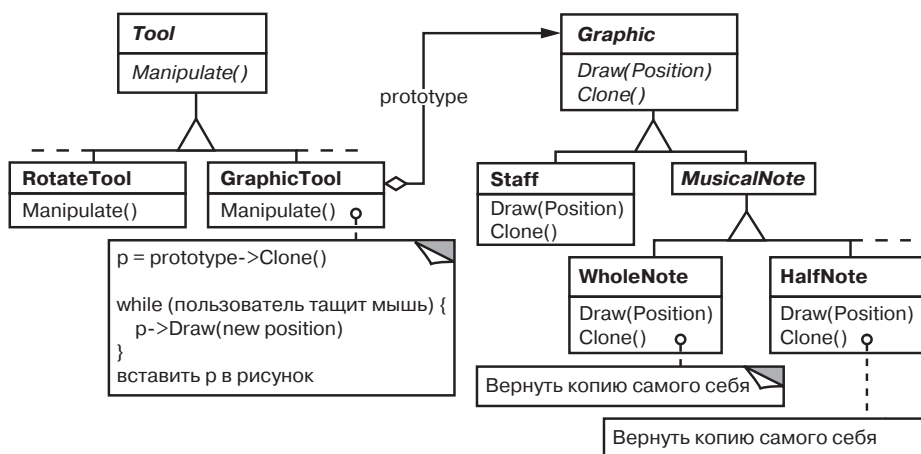 Tool
Manipulate()
prototype
Graphic
Draw(Position)
Clone()
RotateTool
Manipulate()
GraphicTool
Manipulate()
Staff
Draw(Position)
Clone()
MusicalNote
p = prototype->Clone()
while (пользователь тащит мышь) {
p->Draw(new position)
}
вставить p в рисунок
WholeNote
Draw(Position)
Clone()
HalfNote
Draw(Position)
Clone()
Вернуть копию самого себя
Вернуть копию самого себя